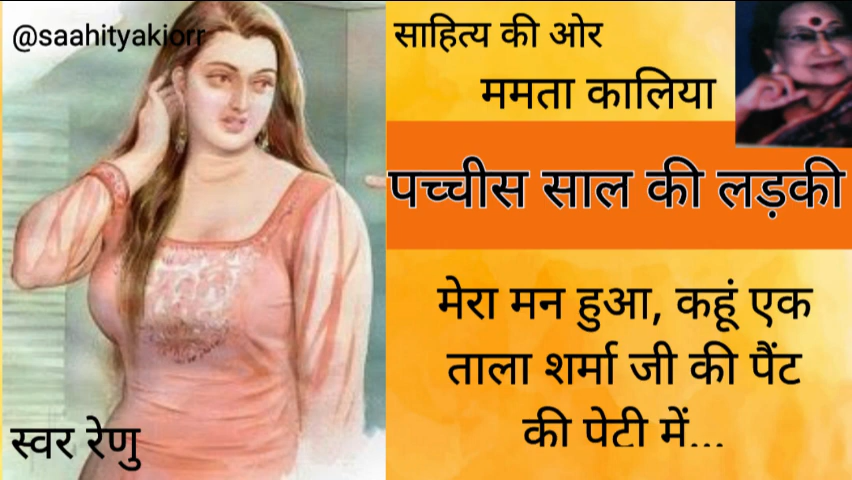 @saahityakiorr
साहित्य की ओर
ममता कालिया
पच्चीस साल की लड़की
मेरा मन हुआ, कहूं एक
ताला शर्मा जी की पैंट
की पेटी में...
स्वर रेणु